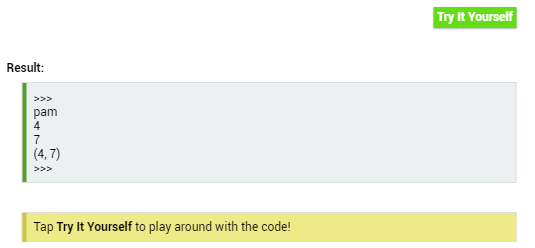 Try It Yourself
Result:
>>>
pam
4
7
(4, 7)
>>>
Tap Try It Yourself to play around with the code!